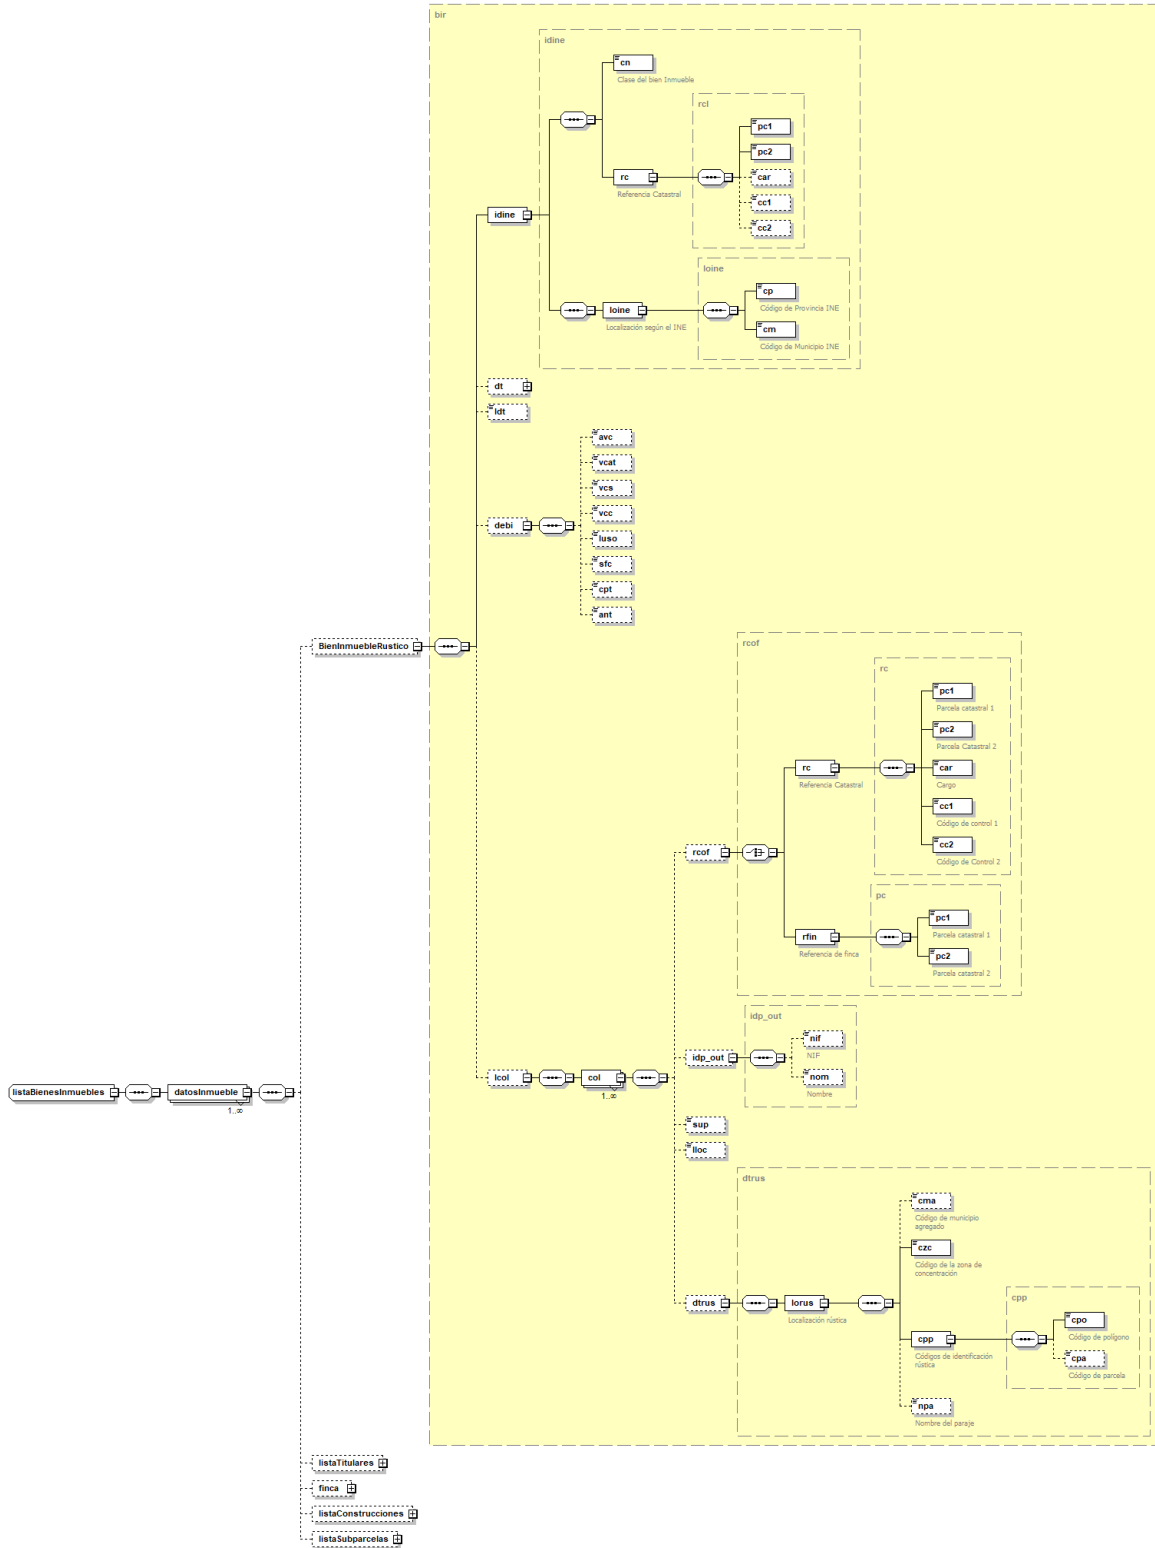 bir
idine
cn
Clase del bien Inmueble
rcl
pc1
pc2
rc
car
Referencia Catastral
cc1
cc2
idine
loine
cp
loine
Código de Provincia INE
Localización según el INE
cm
Código de Municipio INE
dt
ldt
avc
vcat
vcs
vcc
debi
luso
sfc
cpt
ant
BienInmuebleRustico
rcof
rc
pc1
Parcela catastral 1
pc2
Parcela Catastral 2
rc
car
Referencia Catastral
Cargo
cc1
Código de control 1
cc2
Código de Control 2
rcof
pc
pc1
rfin
Parcela catastral 1
Referencia de finca
pc2
Parcela catastral 2
idp_out
nif
NIF
idp_out
nom
Nombre
lcol
col
1..∞
listaBienesInmuebles
datosInmueble
1..∞
sup
lloc
dtrus
cma
Código de municipio
agregado
czc
Código de la zona de
concentración
dtrus
lorus
Localización rústica
cpp
cpo
Código de polígono
cpp
Códigos de identificación
rústica
cpa
Código de parcela
npa
Nombre del paraje
listaTitulares
finca
listaConstrucciones
listaSubparcelas